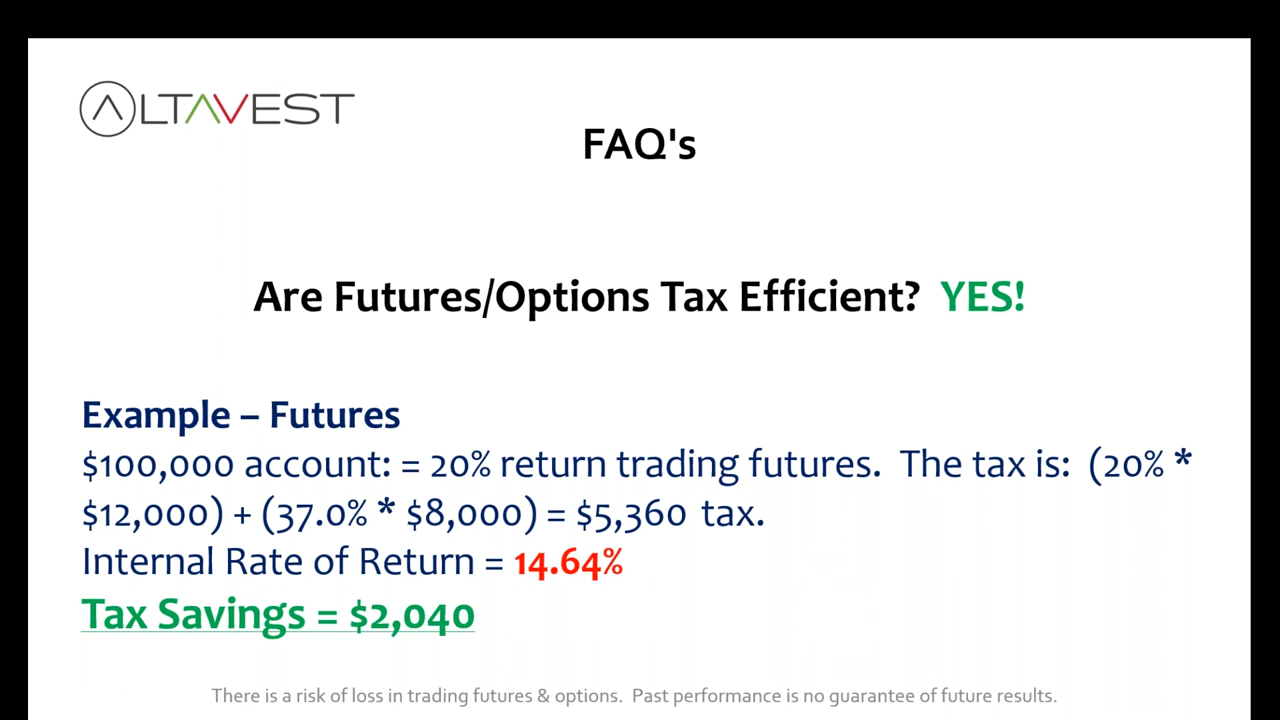 ALTAVEST
FAQ's
Are Futures/Options Tax Efficient? YES!
Example – Futures
$100,000 account: = 20% return trading futures. The tax is: (20% *
$12,000) + (37.0% * $8,000) = $5,360 tax.
Internal Rate of Return = 14.64%
Tax Savings = $2,040
There is a risk of loss in trading futures & options. Past performance is no guarantee of future results.